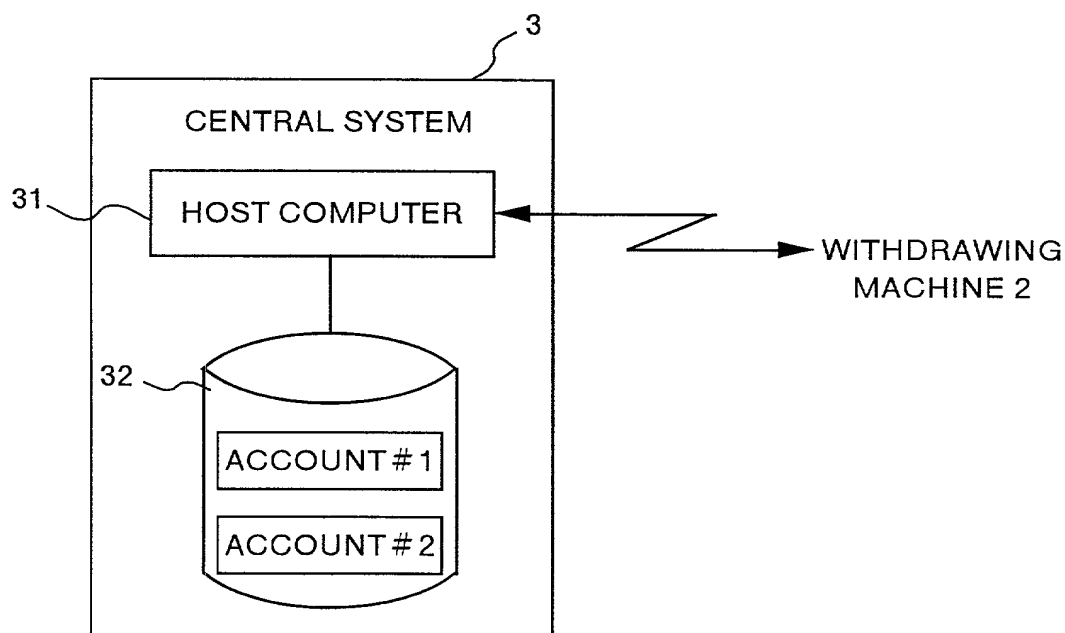 3
CENTRAL SYSTEM
31
HOST COMPUTER
WITHDRAWING
MACHINE 2
32
ACCOUNT #1
ACCOUNT #2